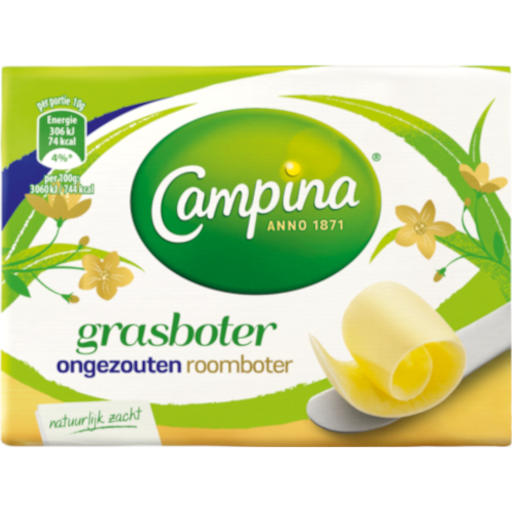 per portie 10g
Energie
306 kJ
74 kcal
4%*
per 100g:
3060 kJ - 744 kcal
Campina
®
ANNO 1871
grasboter
ongezouten roomboter
natuurlijk zacht